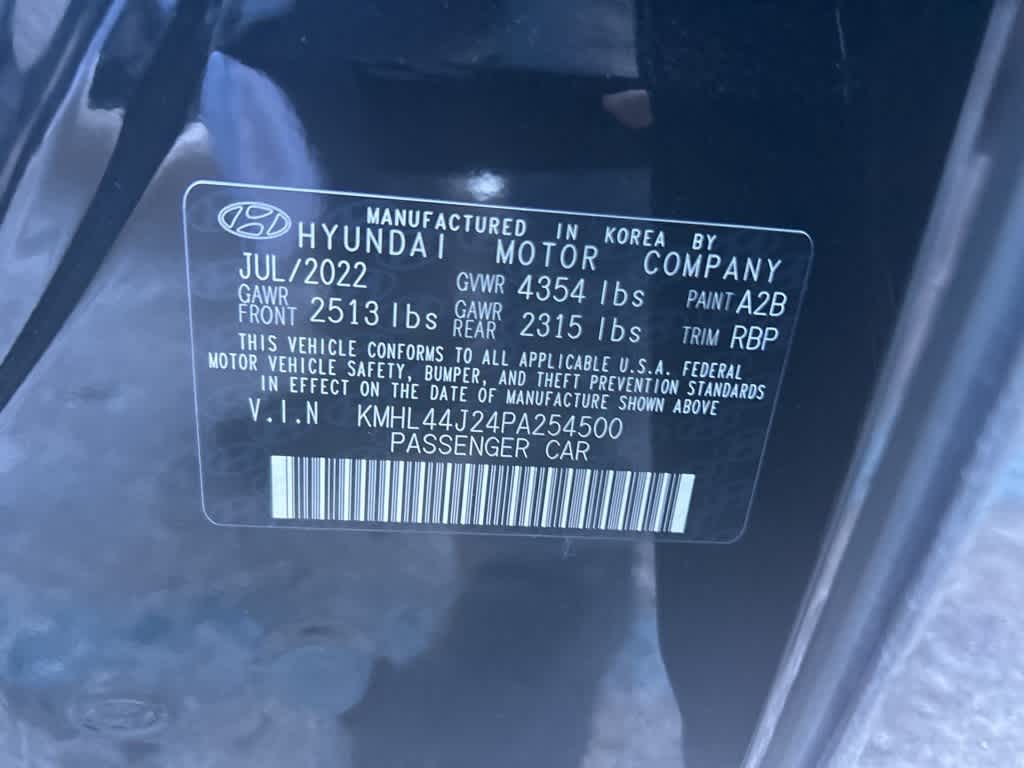 MANUFACTURED IN KOREA BY
HYUNDAI MOTOR COMPANY
JUL/2022 GVWR 4354 lbs PAINT A2B
GAWR FRONT 2513 lbs GAWR REAR 2315 lbs TRIM RBP
THIS VEHICLE CONFORMS TO ALL APPLICABLE U.S.A. FEDERAL
MOTOR VEHICLE SAFETY, BUMPER, AND THEFT PREVENTION STANDARDS
IN EFFECT ON THE DATE OF MANUFACTURE SHOWN ABOVE
V.I.N KMHL44J24PA254500
PASSENGER CAR